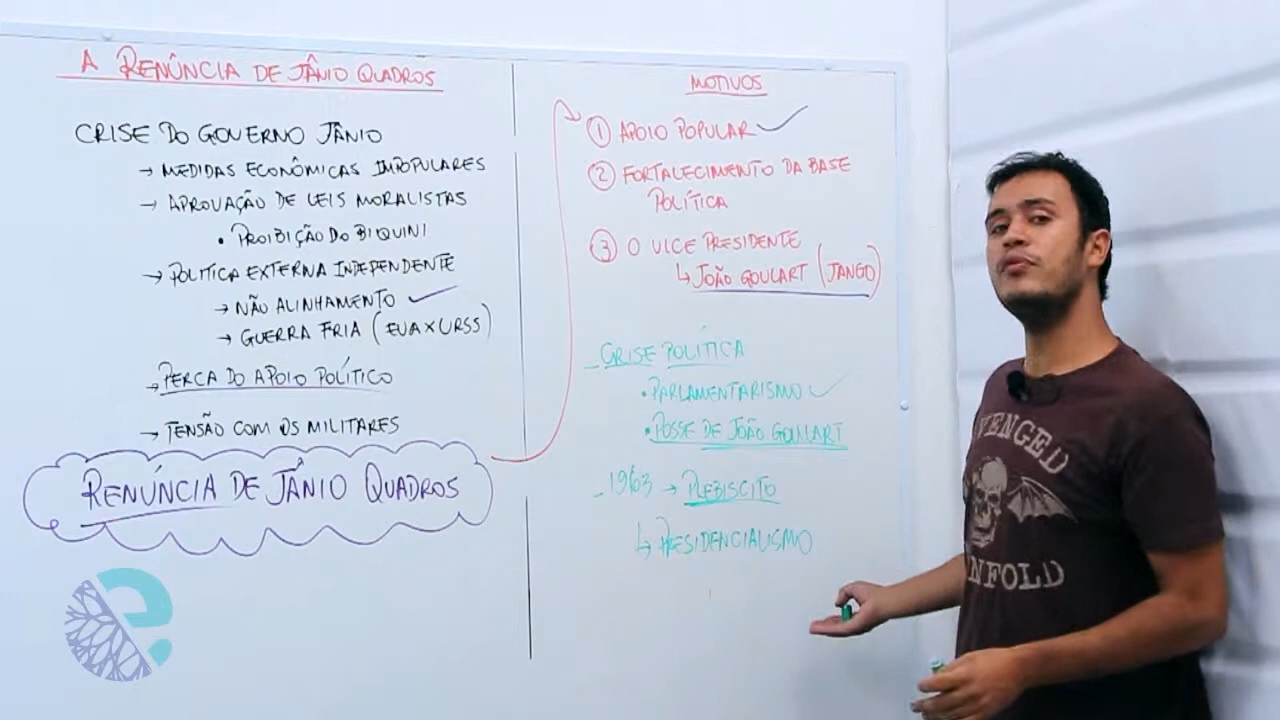 A RENÚNCIA DE JÂNIO QUADROS
CRISE DO GOVERNO JÂNIO
→ MEDIDAS ECONÔMICAS IMPOPULARES
→ APROVAÇÃO DE LEIS MORALISTAS
• PROIBIÇÃO DO BIQUINI
→ POLITICA EXTERNA INDEPENDENTE
→ NÃO ALINHAMENTO ✓
→ GUERRA FRIA (EUA X URSS)
→ PERCA DO APOIO POLÍTICO
→ TENSÃO COM OS MILITARES
RENÚNCIA DE JÂNIO QUADROS
MOTIVOS
① APOIO POPULAR ✓
② FORTALECIMENTO DA BASE
POLÍTICA
③ O VICE PRESIDENTE
↳ JOÃO GOULART (JANGO)
- CRISE POLÍTICA
• PARLAMENTARISMO ✓
• POSSE DE JOÃO GOULART
- 1963 → PLEBISCITO
↳ PRESIDENCIALISMO
AVENGED
SEVENFOLD